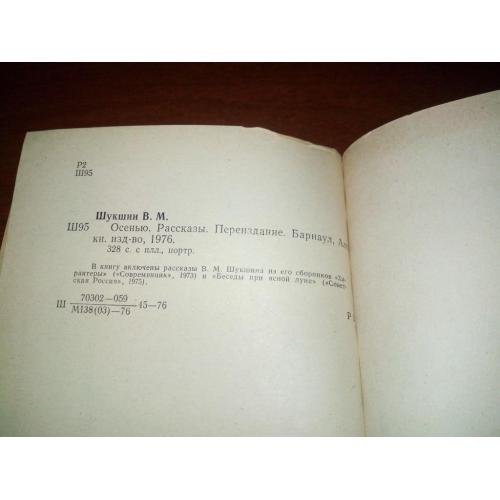 Р2
Ш95
Шукшин В. М.
Ш95 Осенью. Рассказы. Переиздание. Барнаул, Алт
кн. изд-во, 1976.
328 с. с илл., портр.
В книгу включены рассказы В. М. Шукшина из его сборников «Ха-
рактеры» («Современник», 1973) и «Беседы при ясной луне» («Совет-
ская Россия», 1975).
Ш 70302—059 45—76
М138(03)—76
Р